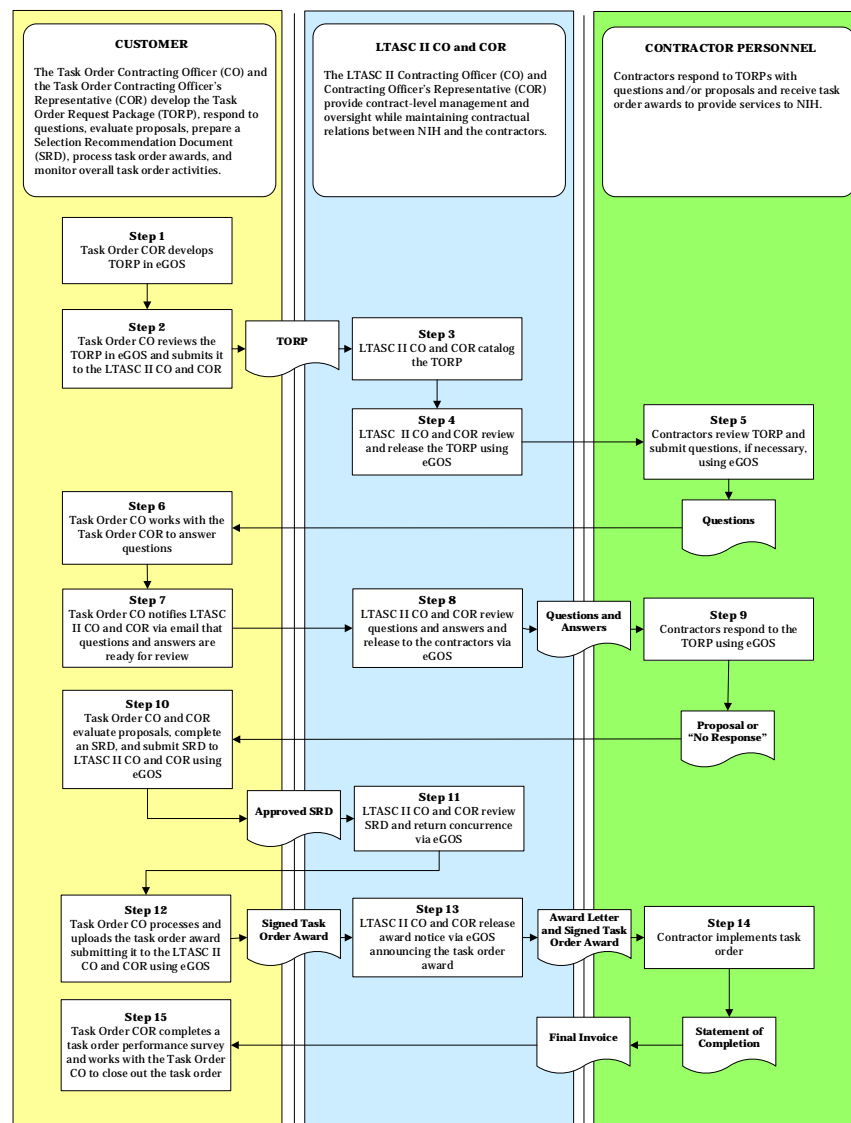 CUSTOMER
The Task Order Contracting Officer (CO) and
the Task Order Contracting Officer's
Representative (COR) develop the Task
Order Request Package (TORP), respond to
questions, evaluate proposals, prepare a
Selection Recommendation Document
(SRD), process task order awards, and
monitor overall task order activities.
LTASC II CO and COR
The LTASC II Contracting Officer (CO) and
Contracting Officer's Representative (COR)
provide contract-level management and
oversight while maintaining contractual
relations between NIH and the contractors.
CONTRACTOR PERSONNEL
Contractors respond to TORPs with
questions and/or proposals and receive task
order awards to provide services to NIH.
Step 1
Task Order COR develops
TORP in eGOS
Step 2
Task Order CO reviews the
TORP in eGOS and submits it
to the LTASC II CO and COR
TORP
Step 3
LTASC II CO and COR catalog
the TORP
Step 4
LTASC II CO and COR review
and release the TORP using
eGOS
Step 5
Contractors review TORP and
submit questions, if necessary,
using eGOS
Questions
Step 6
Task Order CO works with the
Task Order COR to answer
questions
Step 7
Task Order CO notifies LTASC
II CO and COR via email that
questions and answers are
ready for review
Step 8
LTASC II CO and COR review
questions and answers and
release to the contractors via
eGOS
Questions and
Answers
Step 9
Contractors respond to the
TORP using eGOS
Proposal or
“No Response”
Step 10
Task Order CO and COR
evaluate proposals, complete
an SRD, and submit SRD to
LTASC II CO and COR using
eGOS
Approved SRD
Step 11
LTASC II CO and COR review
SRD and return concurrence
via eGOS
Step 12
Task Order CO processes and
uploads the task order award
submitting it to the LTASC II
CO and COR using eGOS
Signed Task
Order Award
Step 13
LTASC II CO and COR release
award notice via eGOS
announcing the task order
award
Award Letter
and Signed Task
Order Award
Step 14
Contractor implements task
order
Statement of
Completion
Final Invoice
Step 15
Task Order COR completes a
task order performance survey
and works with the Task Order
CO to close out the task order